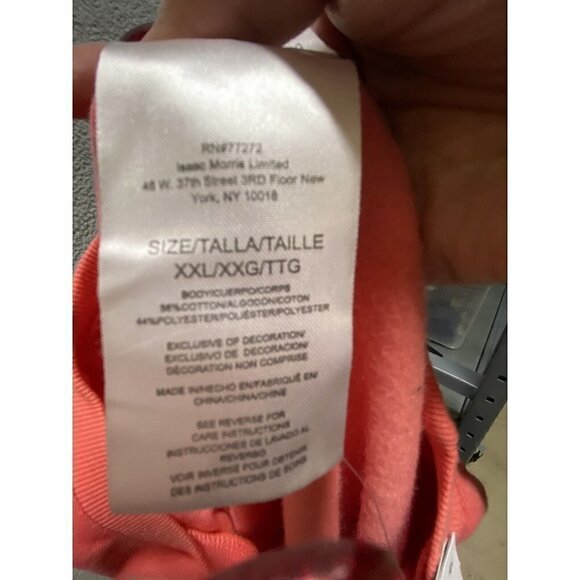 RN#77272
Isaac Morris Limited
48 W. 37th Street 3RD Floor New
York, NY 10018
SIZE/TALLA/TAILLE
XXL/XXG/TTG
BODY/CUERPO/CORPS
56%COTTON/ALGODÓN/COTON
44%POLYESTER/POLIÉSTER/POLYESTER
EXCLUSIVE OF DECORATION/
EXCLUSIVO DE DECORACION/
DÉCORATION NON COMPRISE
MADE IN/HECHO EN/FABRIQUÉ EN
CHINA/CHINA/CHINE
SEE REVERSE FOR
CARE INSTRUCTIONS
INSTRUCCIONES DE LAVADO AL
REVERSO
VOIR INVERSE POUR OBTENIR
DES INSTRUCTIONS DE SOINS